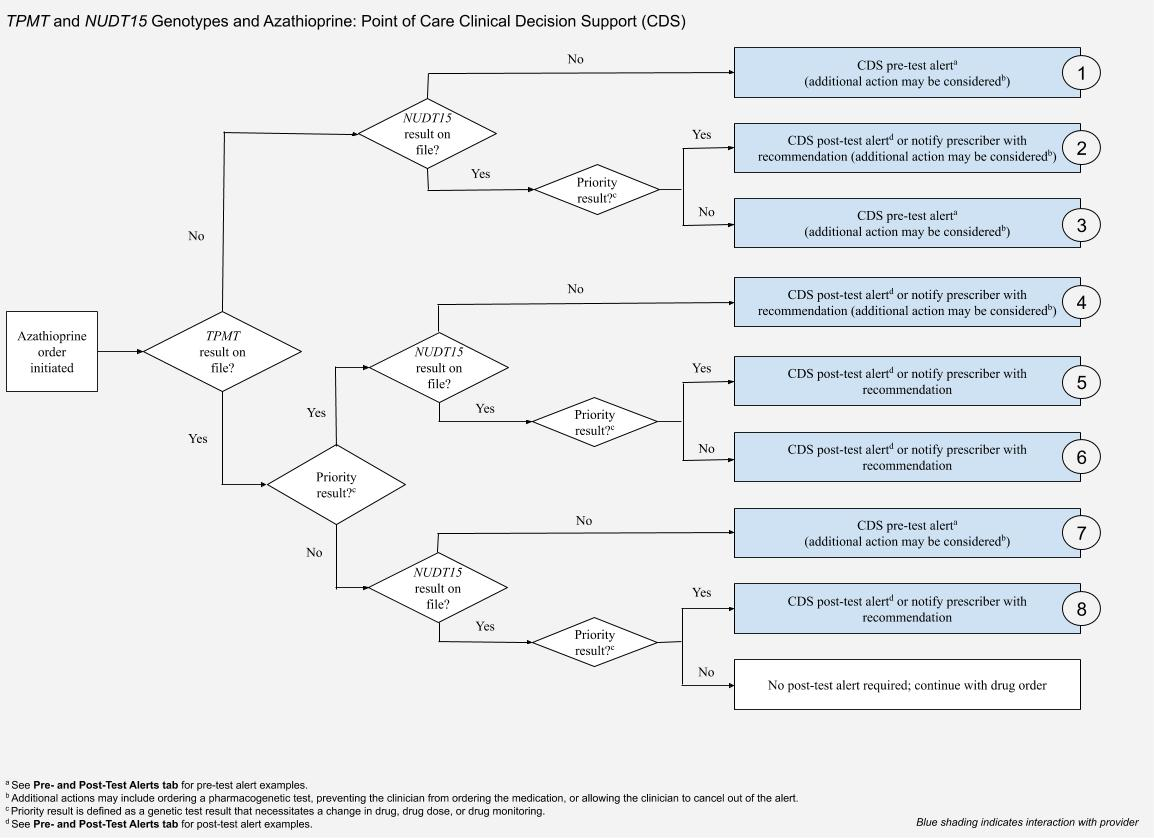 TPMT and NUDT15 Genotypes and Azathioprine: Point of Care Clinical Decision Support (CDS)
Azathioprine
order
initiated
TPMT
result on
file?
No
NUDT15
result on
file?
No
CDS pre-test alertᵃ
(additional action may be consideredᵇ)
1
Yes
Priority
result?ᶜ
Yes
CDS post-test alertᵈ or notify prescriber with
recommendation (additional action may be consideredᵇ)
2
No
CDS pre-test alertᵃ
(additional action may be consideredᵇ)
3
Yes
Priority
result?ᶜ
Yes
NUDT15
result on
file?
No
CDS post-test alertᵈ or notify prescriber with
recommendation (additional action may be consideredᵇ)
4
Yes
Priority
result?ᶜ
Yes
CDS post-test alertᵈ or notify prescriber with
recommendation
5
No
CDS post-test alertᵈ or notify prescriber with
recommendation
6
No
NUDT15
result on
file?
No
CDS pre-test alertᵃ
(additional action may be consideredᵇ)
7
Yes
Priority
result?ᶜ
Yes
CDS post-test alertᵈ or notify prescriber with
recommendation
8
No
No post-test alert required; continue with drug order
ᵃ See Pre- and Post-Test Alerts tab for pre-test alert examples.
ᵇ Additional actions may include ordering a pharmacogenetic test, preventing the clinician from ordering the medication, or allowing the clinician to cancel out of the alert.
ᶜ Priority result is defined as a genetic test result that necessitates a change in drug, drug dose, or drug monitoring.
ᵈ See Pre- and Post-Test Alerts tab for post-test alert examples.
Blue shading indicates interaction with provider